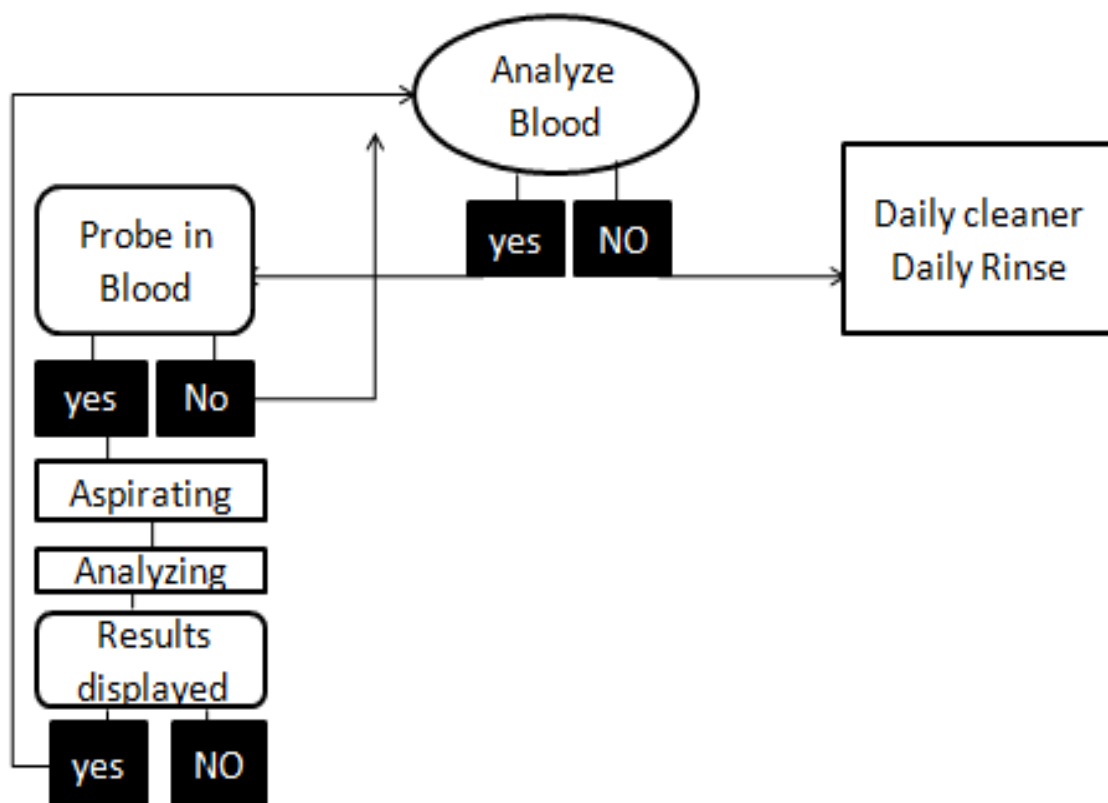 Analyze
Blood
yes
NO
Daily cleaner
Daily Rinse
Probe in
Blood
yes
No
Aspirating
Analyzing
Results
displayed
yes
NO